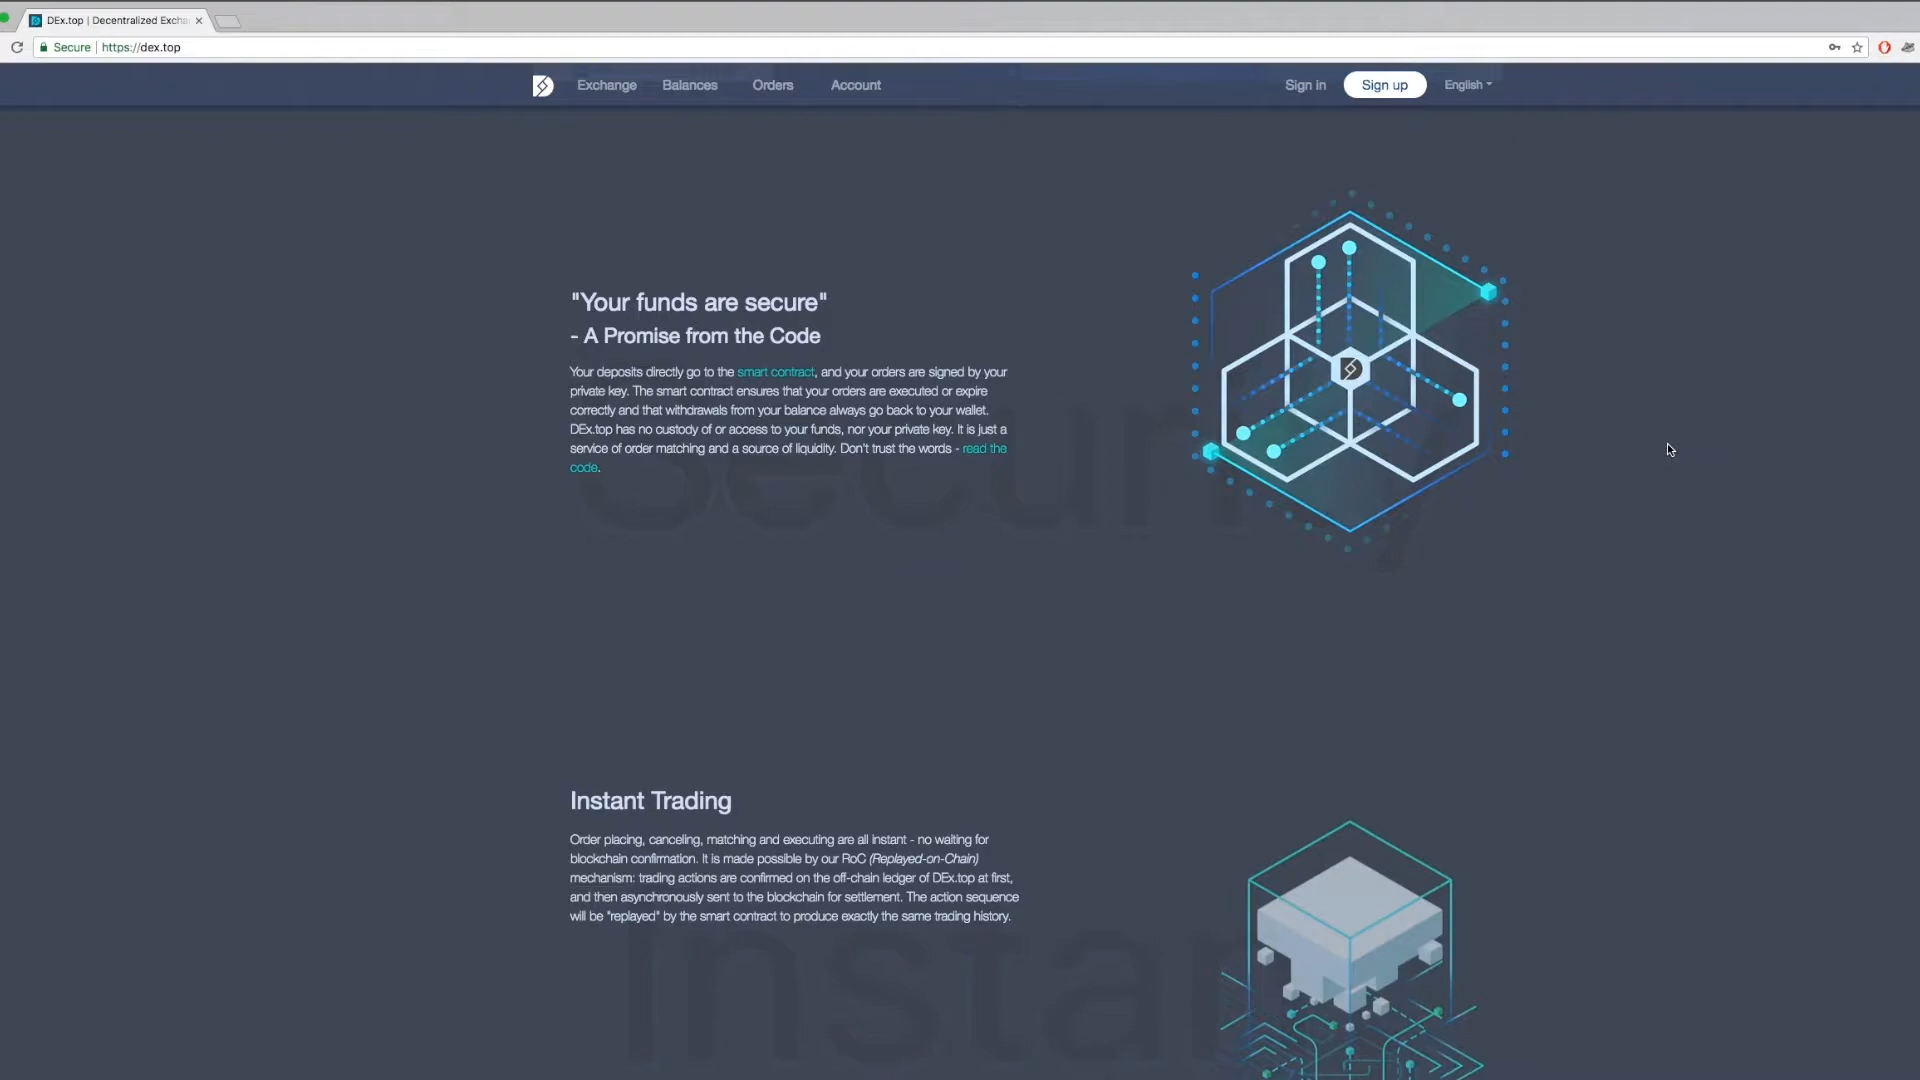 DEx.top | Decentralized Excha
Secure https://dex.top
Exchange Balances Orders Account Sign in Sign up English
"Your funds are secure"
- A Promise from the Code
Your deposits directly go to the smart contract, and your orders are signed by your
private key. The smart contract ensures that your orders are executed or expire
correctly and that withdrawals from your balance always go back to your wallet.
DEx.top has no custody of or access to your funds, nor your private key. It is just a
service of order matching and a source of liquidity. Don't trust the words - read the
code.
Security
Instant Trading
Order placing, canceling, matching and executing are all instant - no waiting for
blockchain confirmation. It is made possible by our RoC (Replayed-on-Chain)
mechanism: trading actions are confirmed on the off-chain ledger of DEx.top at first,
and then asynchronously sent to the blockchain for settlement. The action sequence
will be "replayed" by the smart contract to produce exactly the same trading history.
Instan